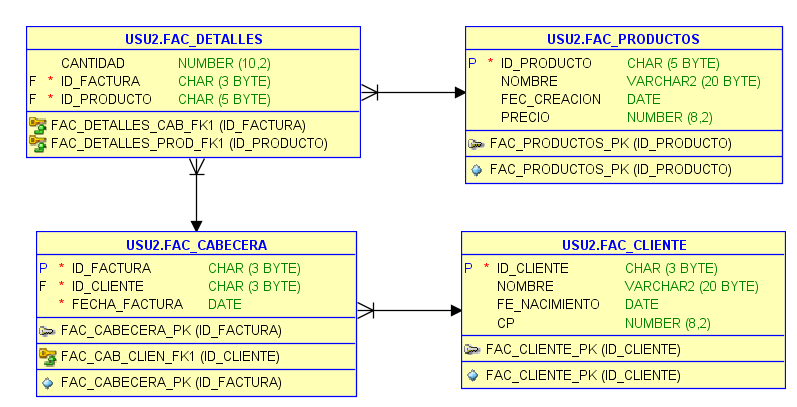 USU2.FAC_DETALLES
CANTIDAD NUMBER (10,2)
F * ID_FACTURA CHAR (3 BYTE)
F * ID_PRODUCTO CHAR (5 BYTE)
FAC_DETALLES_CAB_FK1 (ID_FACTURA)
FAC_DETALLES_PROD_FK1 (ID_PRODUCTO)
USU2.FAC_PRODUCTOS
P * ID_PRODUCTO CHAR (5 BYTE)
NOMBRE VARCHAR2 (20 BYTE)
FEC_CREACION DATE
PRECIO NUMBER (8,2)
FAC_PRODUCTOS_PK (ID_PRODUCTO)
FAC_PRODUCTOS_PK (ID_PRODUCTO)
USU2.FAC_CABECERA
P * ID_FACTURA CHAR (3 BYTE)
F * ID_CLIENTE CHAR (3 BYTE)
* FECHA_FACTURA DATE
FAC_CABECERA_PK (ID_FACTURA)
FAC_CAB_CLIEN_FK1 (ID_CLIENTE)
FAC_CABECERA_PK (ID_FACTURA)
USU2.FAC_CLIENTE
P * ID_CLIENTE CHAR (3 BYTE)
NOMBRE VARCHAR2 (20 BYTE)
FE_NACIMIENTO DATE
CP NUMBER (8,2)
FAC_CLIENTE_PK (ID_CLIENTE)
FAC_CLIENTE_PK (ID_CLIENTE)